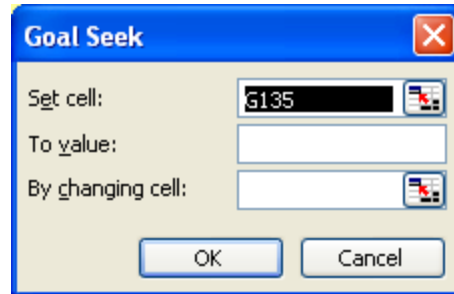 Goal Seek
Set cell: G135
To value:
By changing cell:
OK Cancel